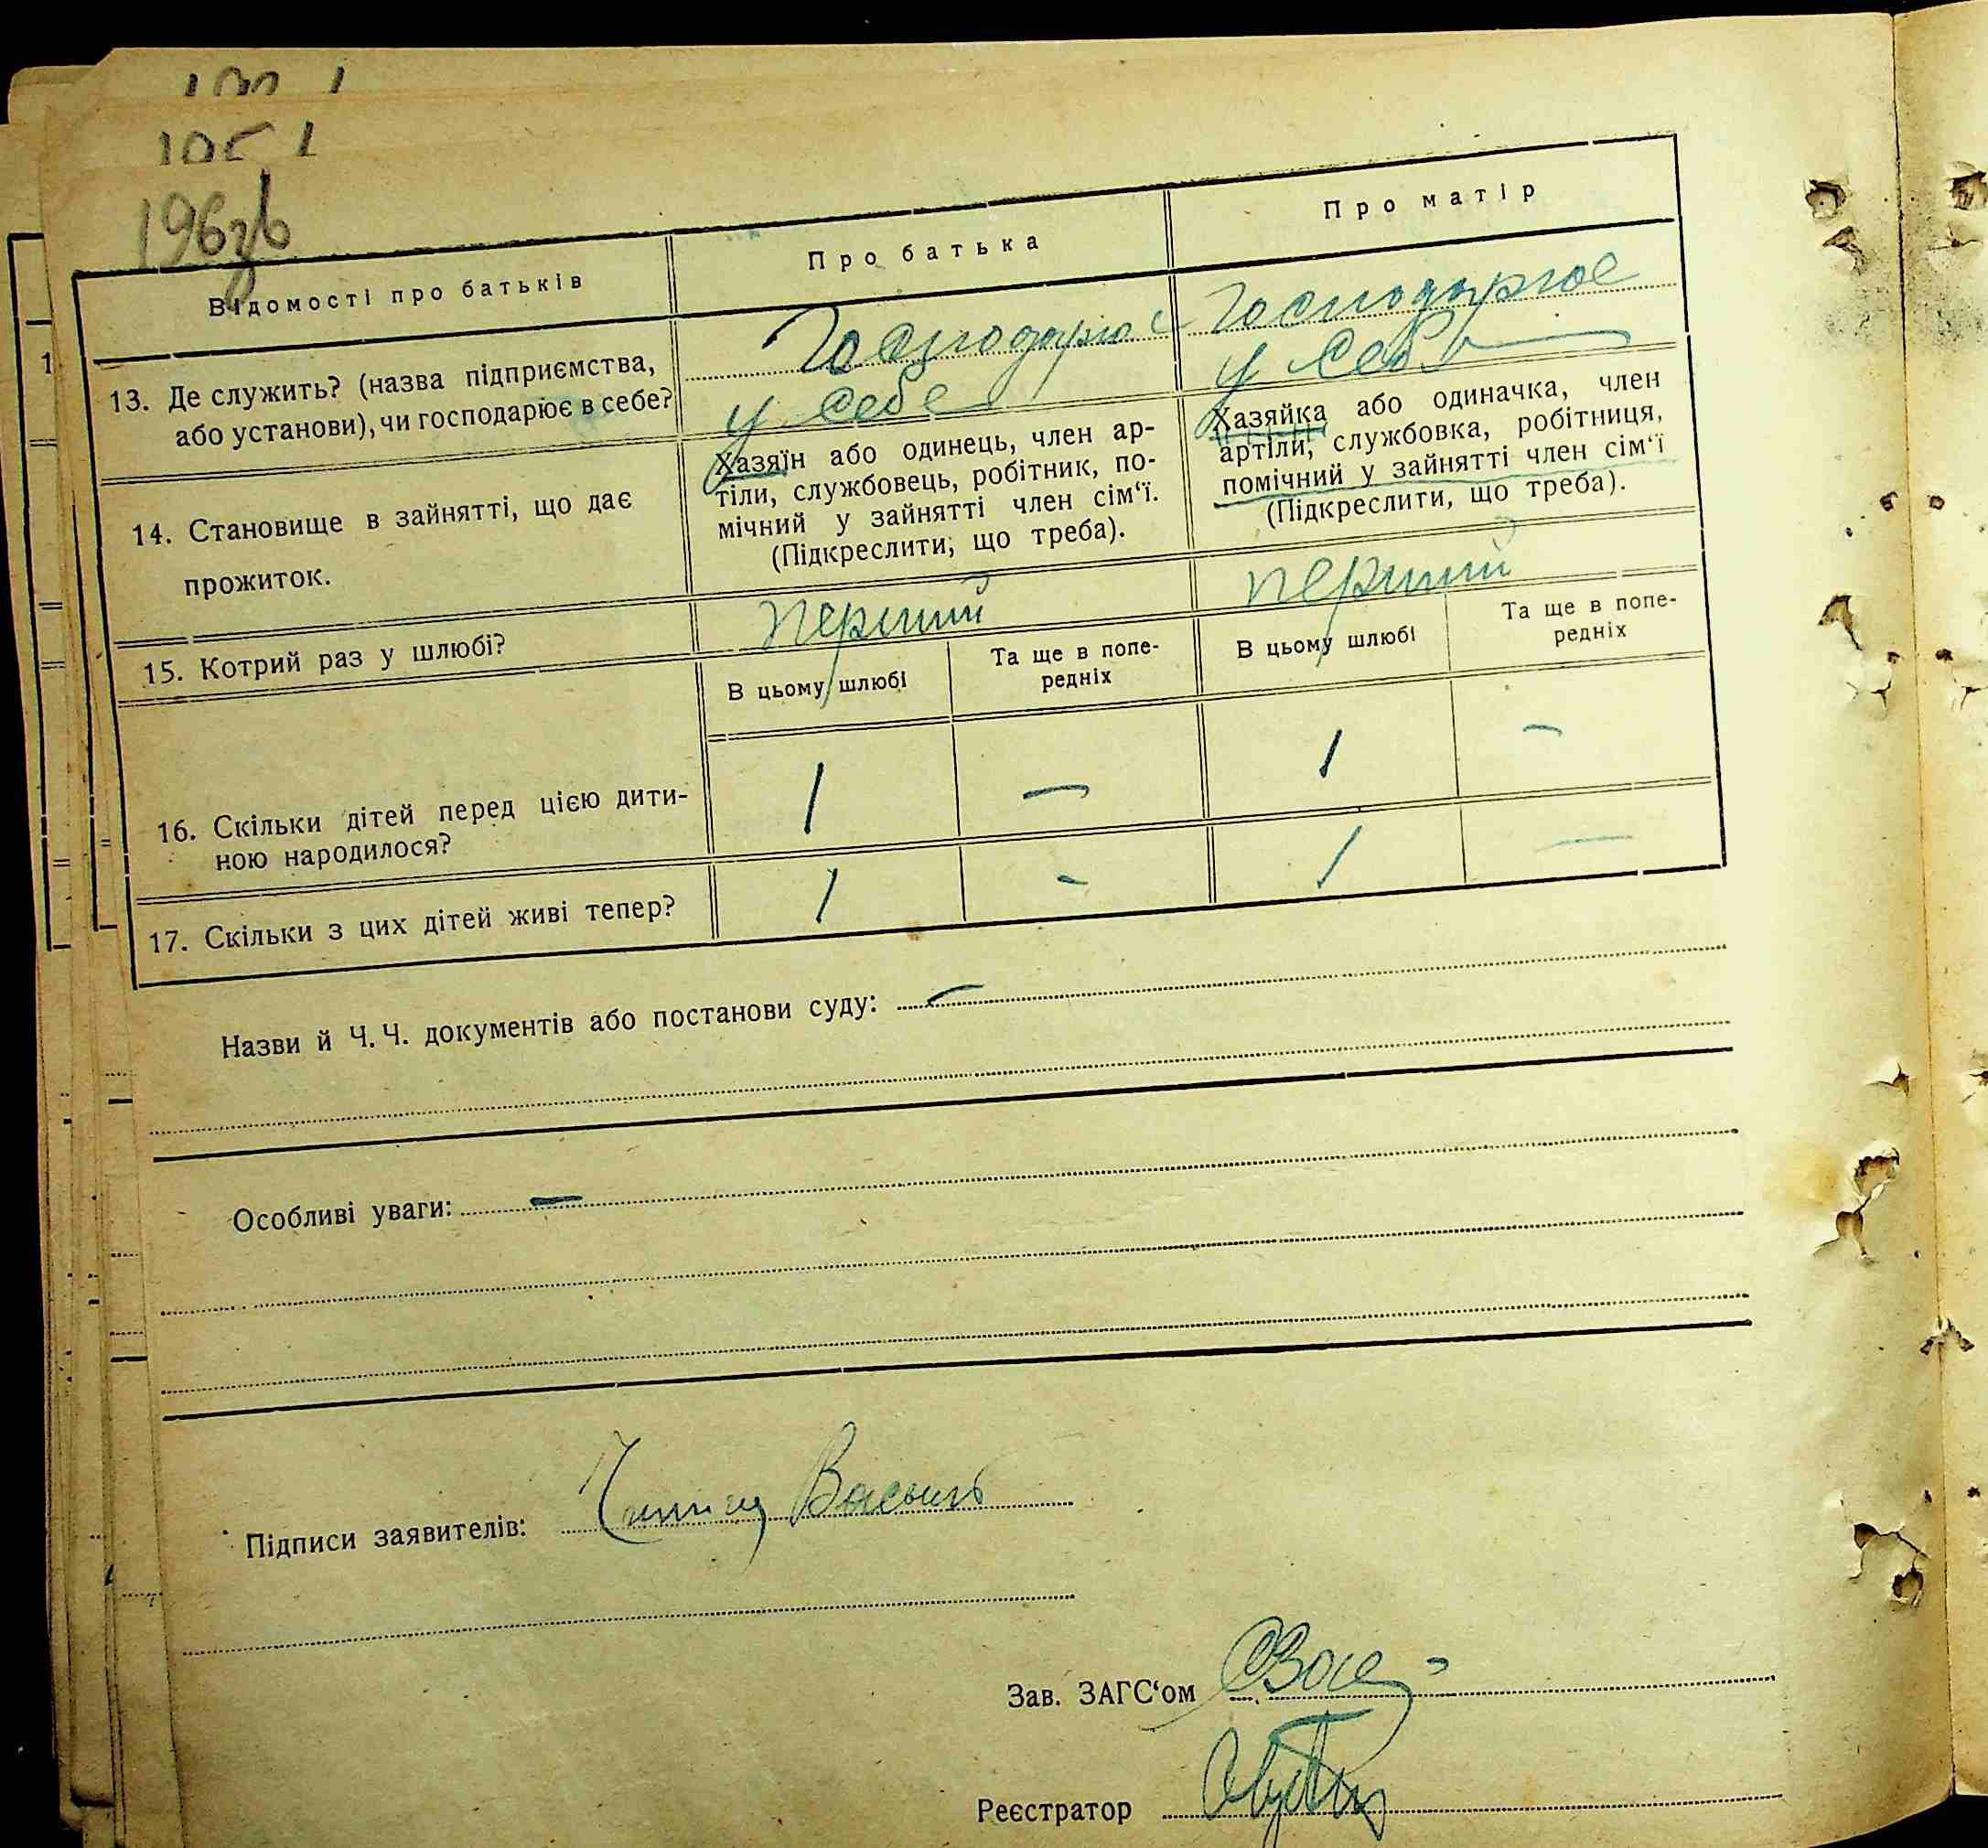 196зв
Відомості про батьків
Про батька
Про матір
13. Де служить? (назва підприємства,
або установи), чи господарює в себе?
Господарює
у себе
Господарює
у себе
14. Становище в зайнятті, що дає
прожиток.
Хазяїн або одинець, член ар-
тіли, службовець, робітник, по-
мічний у зайнятті член сім‘ї.
(Підкреслити, що треба).
Хазяйка або одиначка, член
артіли, службовка, робітниця,
помічний у зайнятті член сім‘ї
(Підкреслити, що треба).
15. Котрий раз у шлюбі?
перший
перший
В цьому шлюбі
Та ще в попе-
редніх
В цьому шлюбі
Та ще в попе-
редніх
16. Скільки дітей перед цією дити-
ною народилося?
1 — 1 —
17. Скільки з цих дітей живі тепер?
1 - 1 —
Назви й Ч. Ч. документів або постанови суду: —
Особливі уваги: —
Підписи заявителів: Василь
Зав. ЗАГС‘ом
Реєстратор